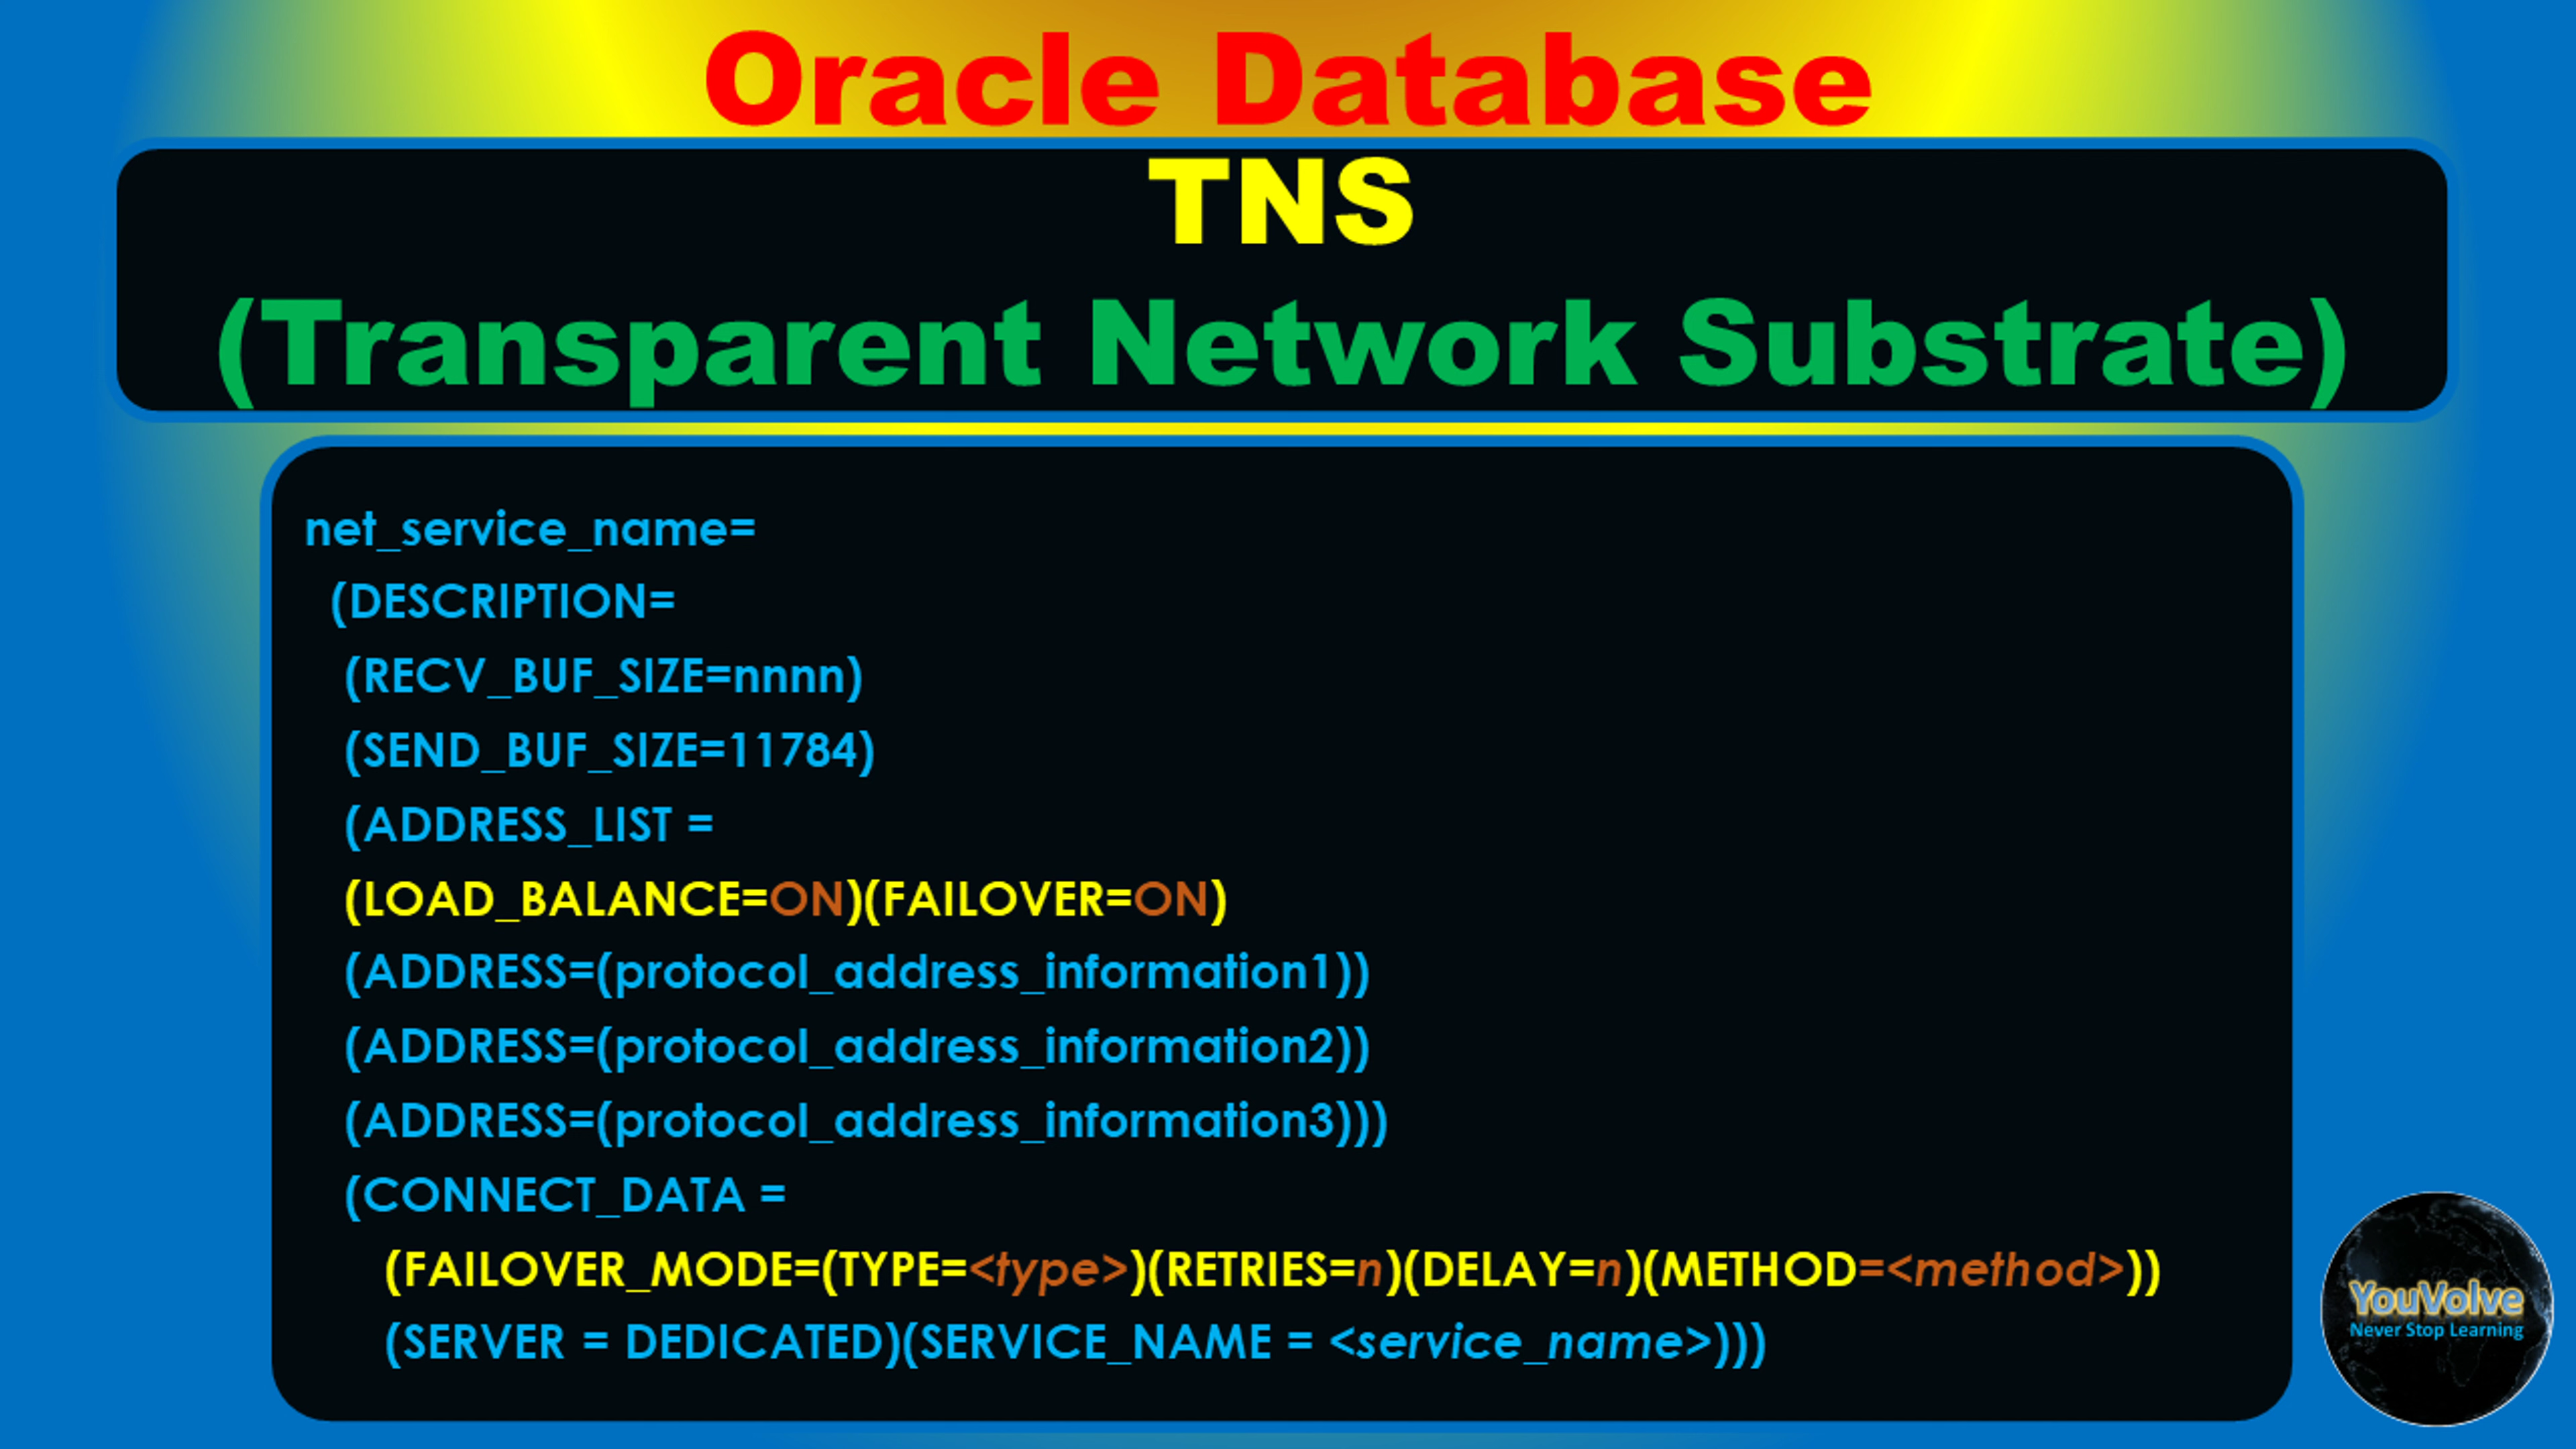 Oracle Database
TNS
(Transparent Network Substrate)
net_service_name=
(DESCRIPTION=
(RECV_BUF_SIZE=nnnn)
(SEND_BUF_SIZE=11784)
(ADDRESS_LIST =
(LOAD_BALANCE=ON)(FAILOVER=ON)
(ADDRESS=(protocol_address_information1))
(ADDRESS=(protocol_address_information2))
(ADDRESS=(protocol_address_information3)))
(CONNECT_DATA =
(FAILOVER_MODE=(TYPE=<type>)(RETRIES=n)(DELAY=n)(METHOD=<method>))
(SERVER = DEDICATED)(SERVICE_NAME = <service_name>)))
YouVolve
Never Stop Learning